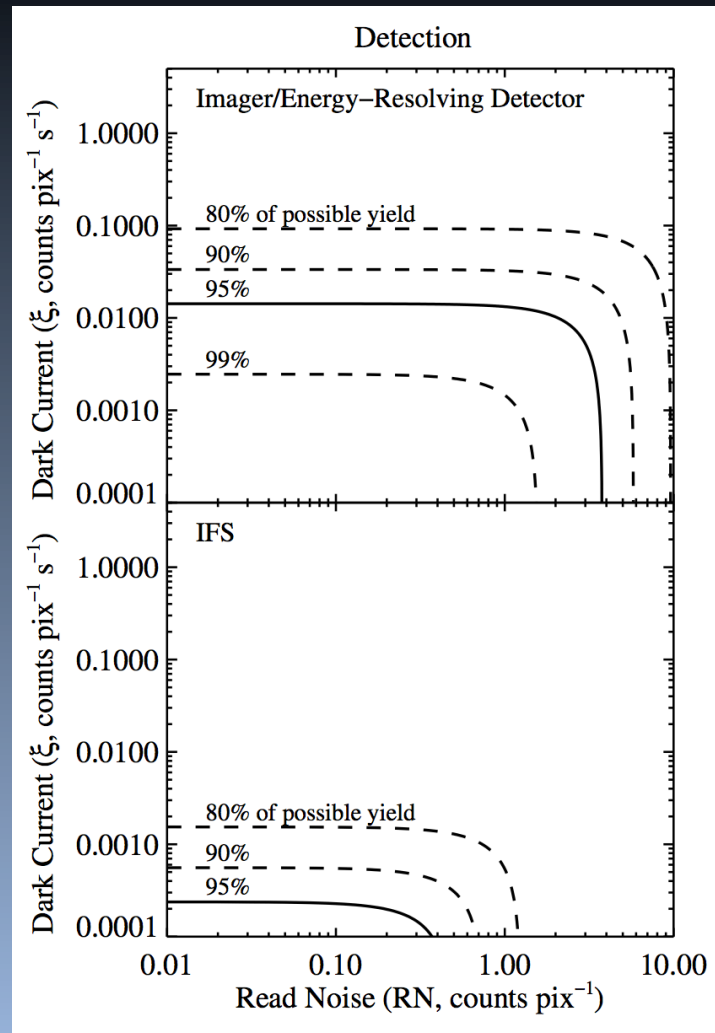 Detection
Imager/Energy–Resolving Detector
Dark Current (ξ, counts pix⁻¹ s⁻¹)
1.0000
0.1000
0.0100
0.0010
0.0001
80% of possible yield
90%
95%
99%
IFS
Dark Current (ξ, counts pix⁻¹ s⁻¹)
1.0000
0.1000
0.0100
0.0010
0.0001
80% of possible yield
90%
95%
0.01 0.10 1.00 10.00
Read Noise (RN, counts pix⁻¹)